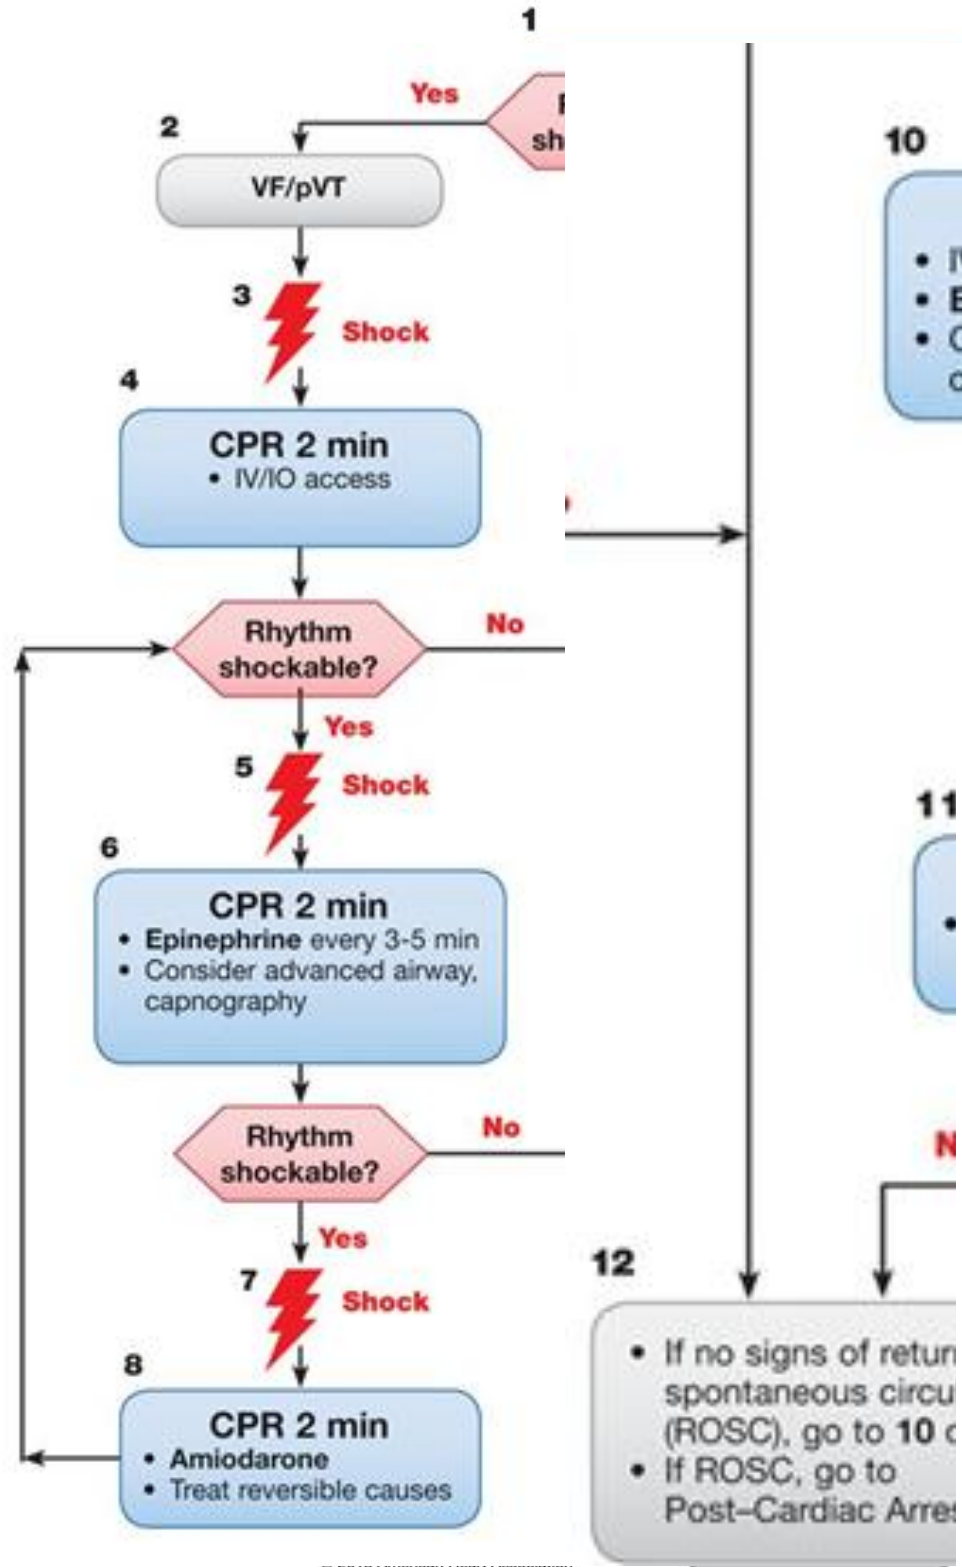 1
Yes
2
VF/pVT
3
Shock
4
CPR 2 min
• IV/IO access
Rhythm
shockable?
No
Yes
5
Shock
6
CPR 2 min
• Epinephrine every 3-5 min
• Consider advanced airway,
capnography
Rhythm
shockable?
No
Yes
7
Shock
8
CPR 2 min
• Amiodarone
• Treat reversible causes
10
11
12
• If no signs of return
spontaneous
(ROSC), go to 10
• If ROSC, go to
Post–Cardiac